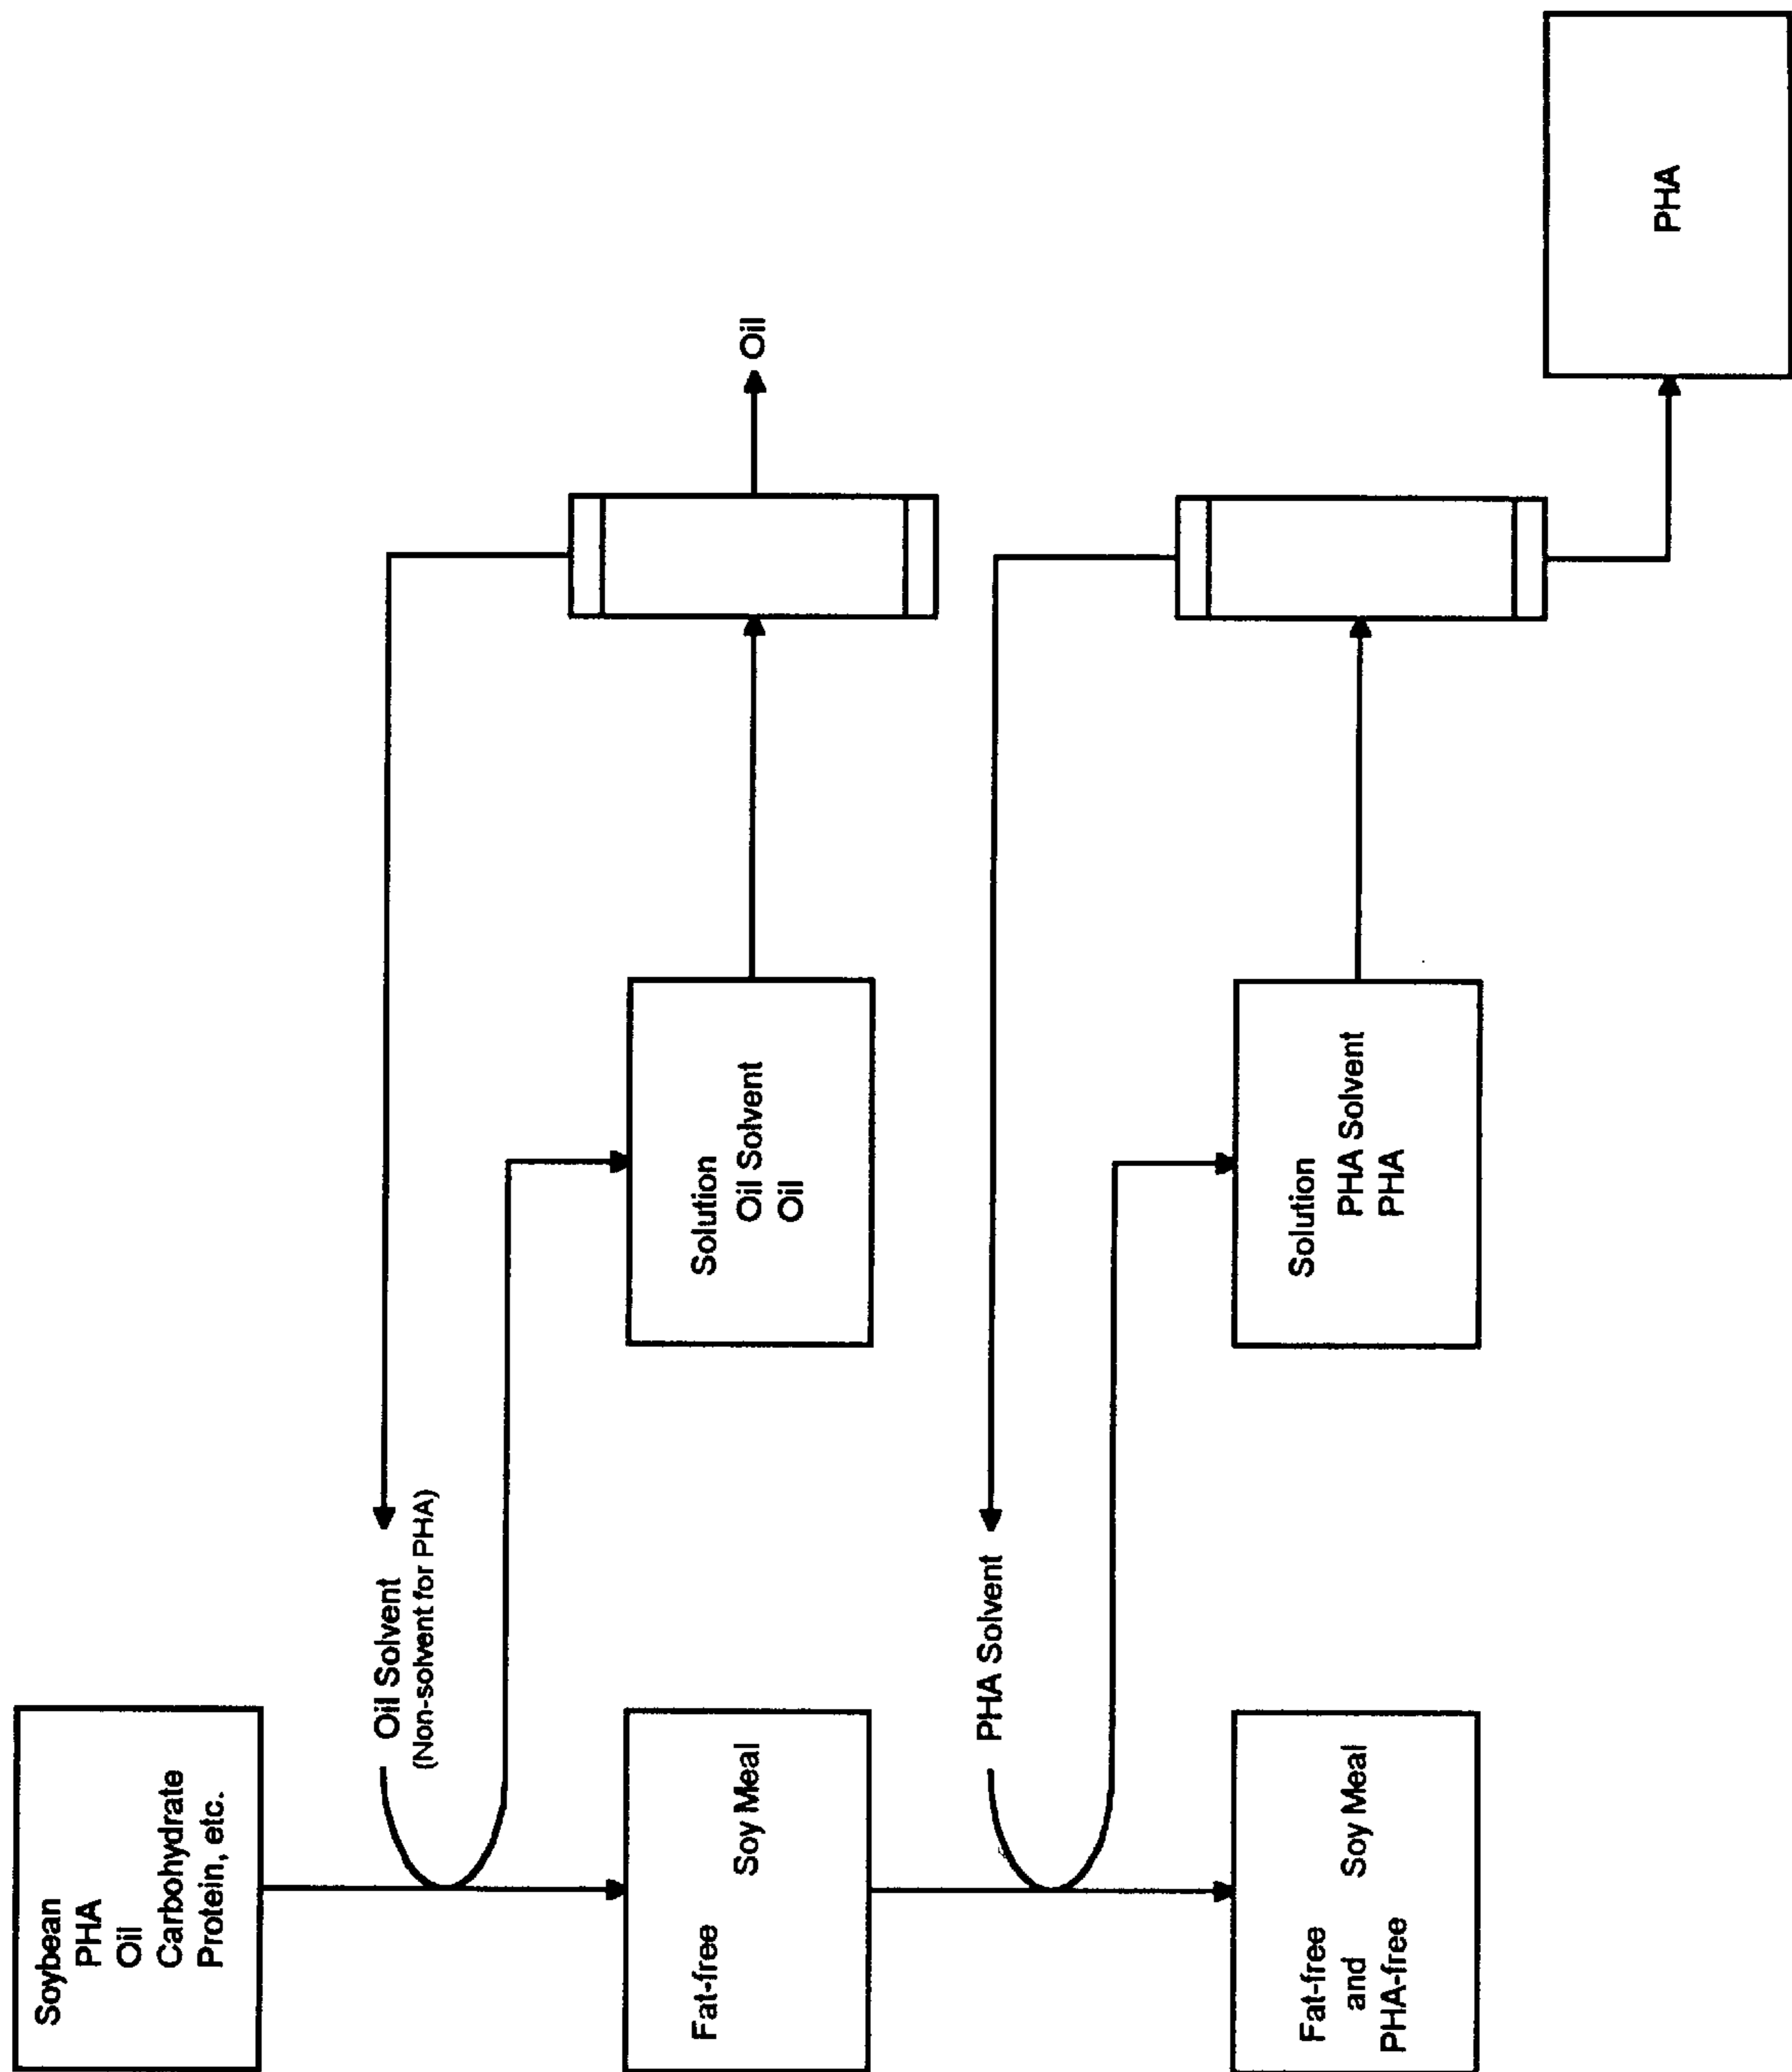 Soybean
PHA
Oil
Carbohydrate
Protein, etc.
Oil Solvent
(Non-solvent for PHA)
Oil
Fat-free
Soy Meal
Solution
Oil Solvent
Oil
PHA Solvent
Fat-free
and
PHA-free
Soy Meal
Solution
PHA Solvent
PHA
PHA